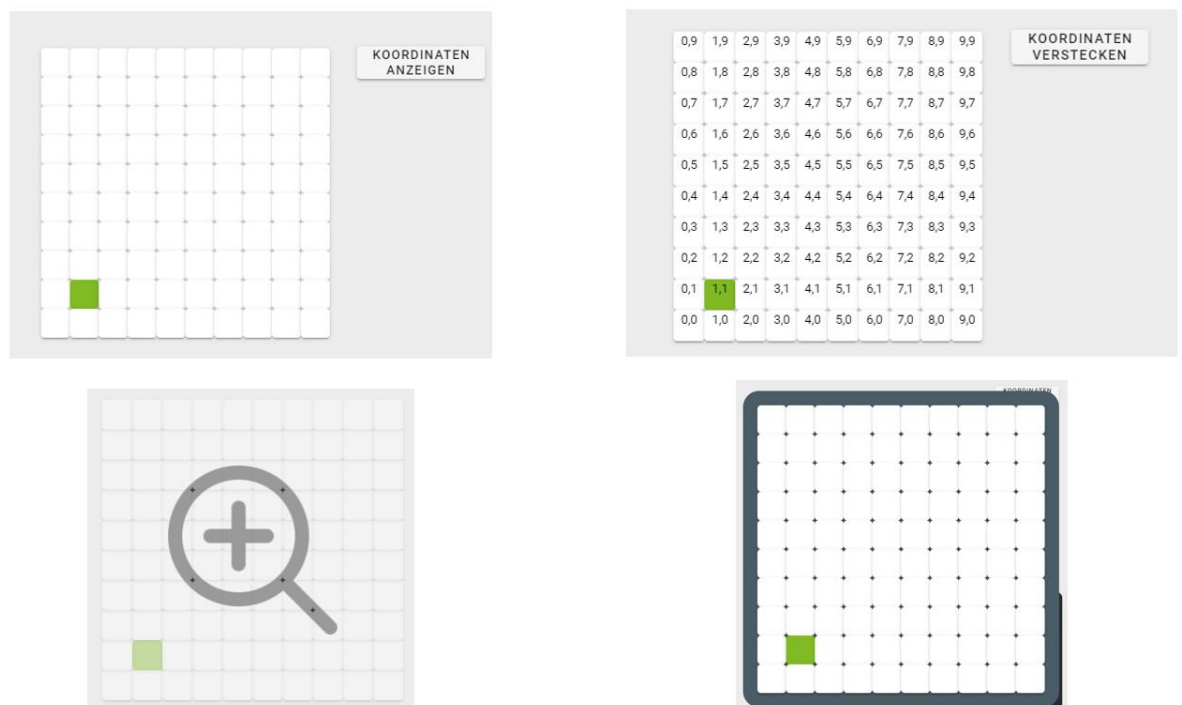 KOORDINATEN
ANZEIGEN
KOORDINATEN
VERSTECKEN
0,9 1,9 2,9 3,9 4,9 5,9 6,9 7,9 8,9 9,9
0,8 1,8 2,8 3,8 4,8 5,8 6,8 7,8 8,8 9,8
0,7 1,7 2,7 3,7 4,7 5,7 6,7 7,7 8,7 9,7
0,6 1,6 2,6 3,6 4,6 5,6 6,6 7,6 8,6 9,6
0,5 1,5 2,5 3,5 4,5 5,5 6,5 7,5 8,5 9,5
0,4 1,4 2,4 3,4 4,4 5,4 6,4 7,4 8,4 9,4
0,3 1,3 2,3 3,3 4,3 5,3 6,3 7,3 8,3 9,3
0,2 1,2 2,2 3,2 4,2 5,2 6,2 7,2 8,2 9,2
0,1 1,1 2,1 3,1 4,1 5,1 6,1 7,1 8,1 9,1
0,0 1,0 2,0 3,0 4,0 5,0 6,0 7,0 8,0 9,0